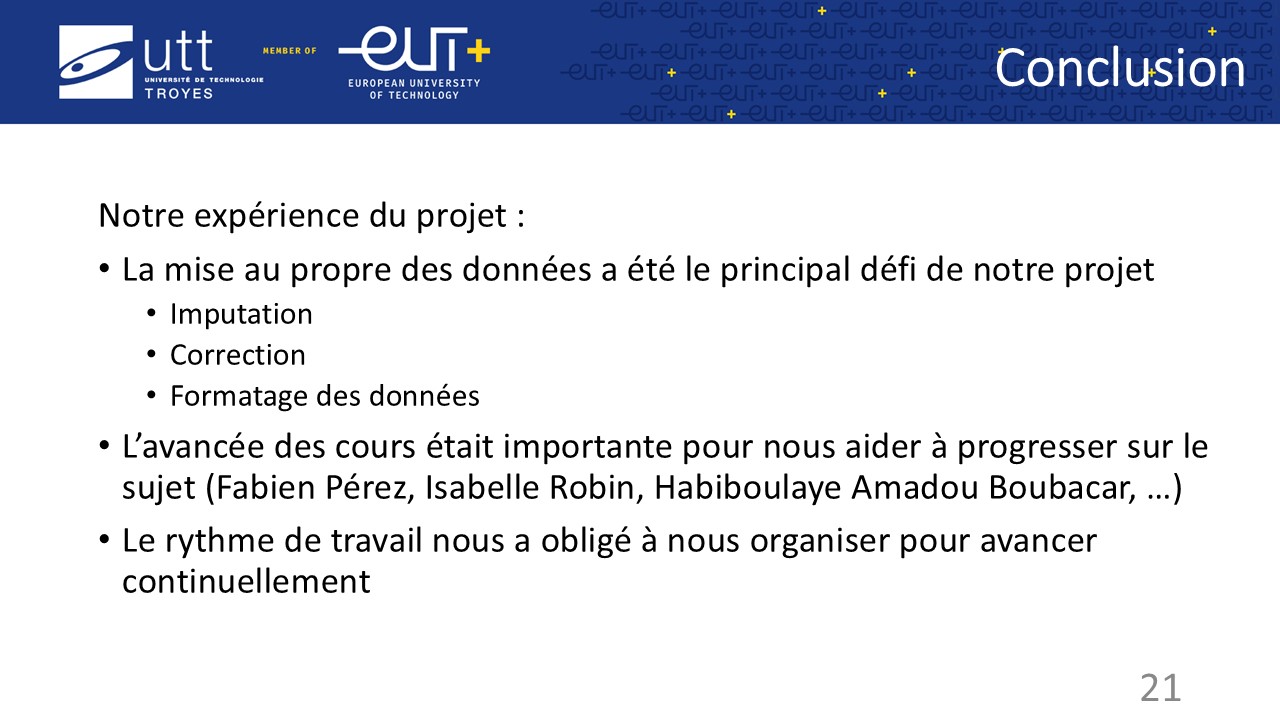 utt
UNIVERSITÉ DE TECHNOLOGIE
TROYES
MEMBER OF
EUT+
EUROPEAN UNIVERSITY
OF TECHNOLOGY
Conclusion
Notre expérience du projet :
• La mise au propre des données a été le principal défi de notre projet
• Imputation
• Correction
• Formatage des données
• L’avancée des cours était importante pour nous aider à progresser sur le
sujet (Fabien Pérez, Isabelle Robin, Habiboulaye Amadou Boubacar, …)
• Le rythme de travail nous a obligé à nous organiser pour avancer
continuellement
21